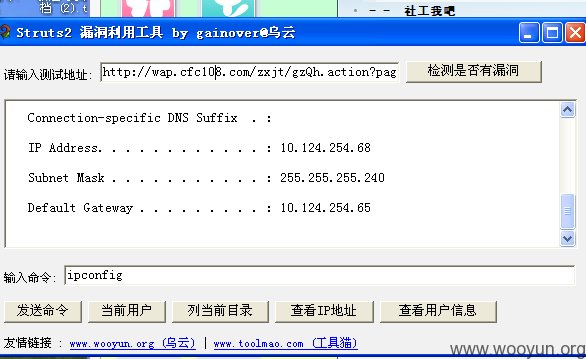 档 (2).t
- -- 社工我吧
Struts2 漏洞利用工具 by gainover@乌云
请输入测试地址: http://wap.cfc108.com/zxjt/gzQh.action?pag 检测是否有漏洞
Connection-specific DNS Suffix . :
IP Address. . . . . . . . . . . . : 10.124.254.68
Subnet Mask . . . . . . . . . . . : 255.255.255.240
Default Gateway . . . . . . . . . : 10.124.254.65
输入命令: ipconfig
发送命令 当前用户 列当前目录 查看IP地址 查看用户信息
友情链接 : www.wooyun.org (乌云) | www.toolmao.com (工具猫)
www.wooyun.org